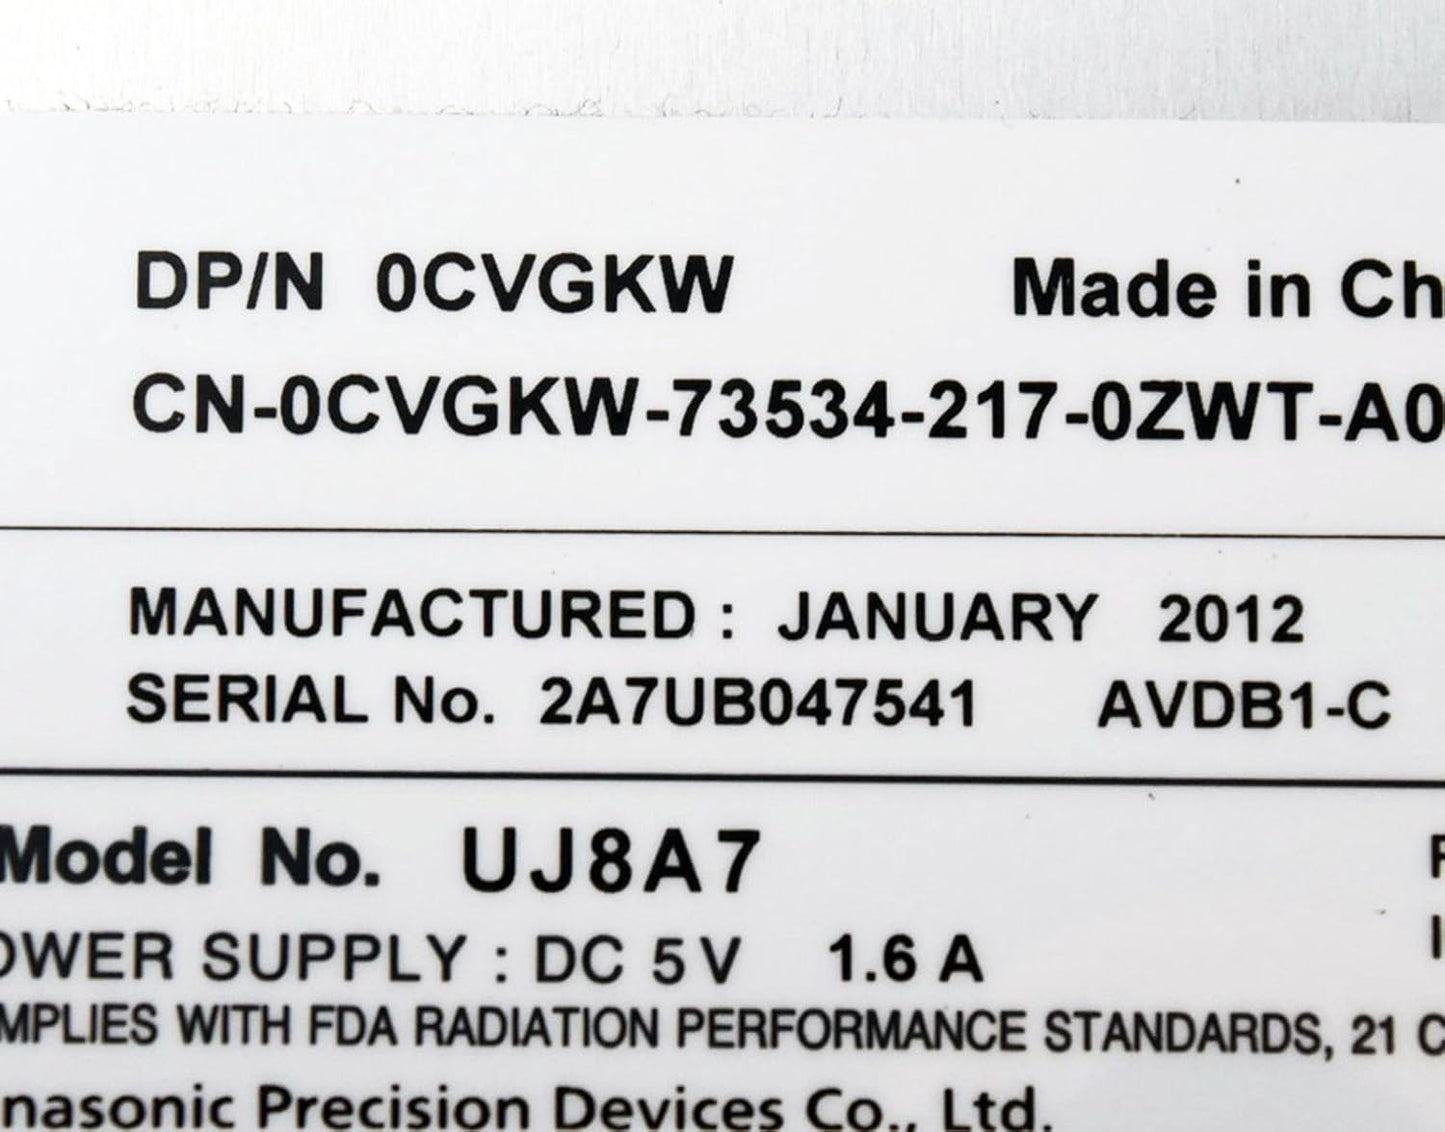 DP/N 0CVGKW Made in Ch
CN-0CVGKW-73534-217-0ZWT-A0
MANUFACTURED : JANUARY 2012
SERIAL No. 2A7UB047541 AVDB1-C
Model No. UJ8A7
OWER SUPPLY : DC 5V 1.6 A
MPLIES WITH FDA RADIATION PERFORMANCE STANDARDS, 21 C
nasonic Precision Devices Co., Ltd.